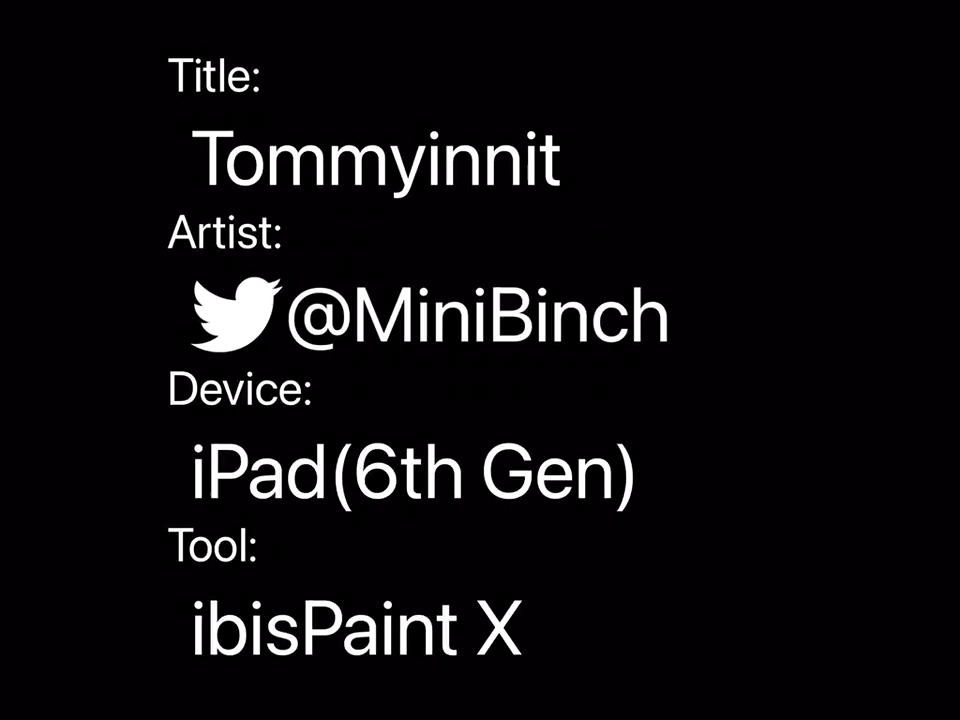 Title:
Tommyinnit
Artist:
@MiniBinch
Device:
iPad(6th Gen)
Tool:
ibisPaint X